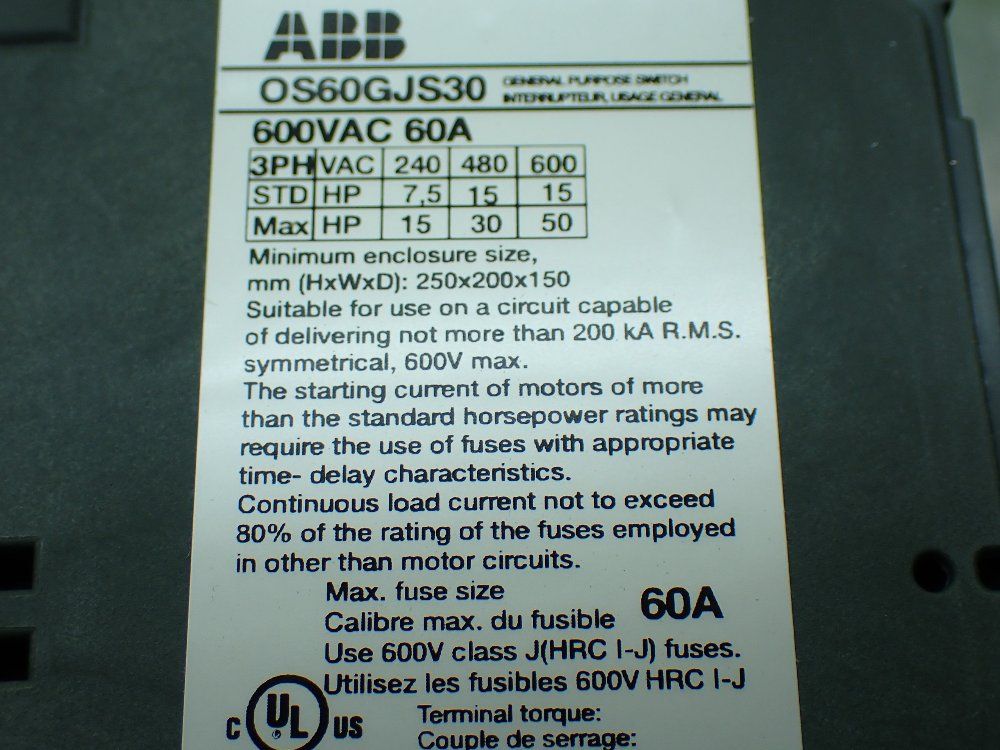 ABB
OS60GJS30 GENERAL PURPOSE SWITCH
INTERRUPTEUR, USAGE GENERAL
600VAC 60A
3PH VAC 240 480 600
STD HP 7,5 15 15
Max HP 15 30 50
Minimum enclosure size,
mm (HxWxD): 250x200x150
Suitable for use on a circuit capable
of delivering not more than 200 kA R.M.S.
symmetrical, 600V max.
The starting current of motors of more
than the standard horsepower ratings may
require the use of fuses with appropriate
time- delay characteristics.
Continuous load current not to exceed
80% of the rating of the fuses employed
in other than motor circuits.
Max. fuse size
Calibre max. du fusible 60A
Use 600V class J(HRC I-J) fuses.
Utilisez les fusibles 600V HRC I-J
C UL US
Terminal torque:
Couple de serrage: